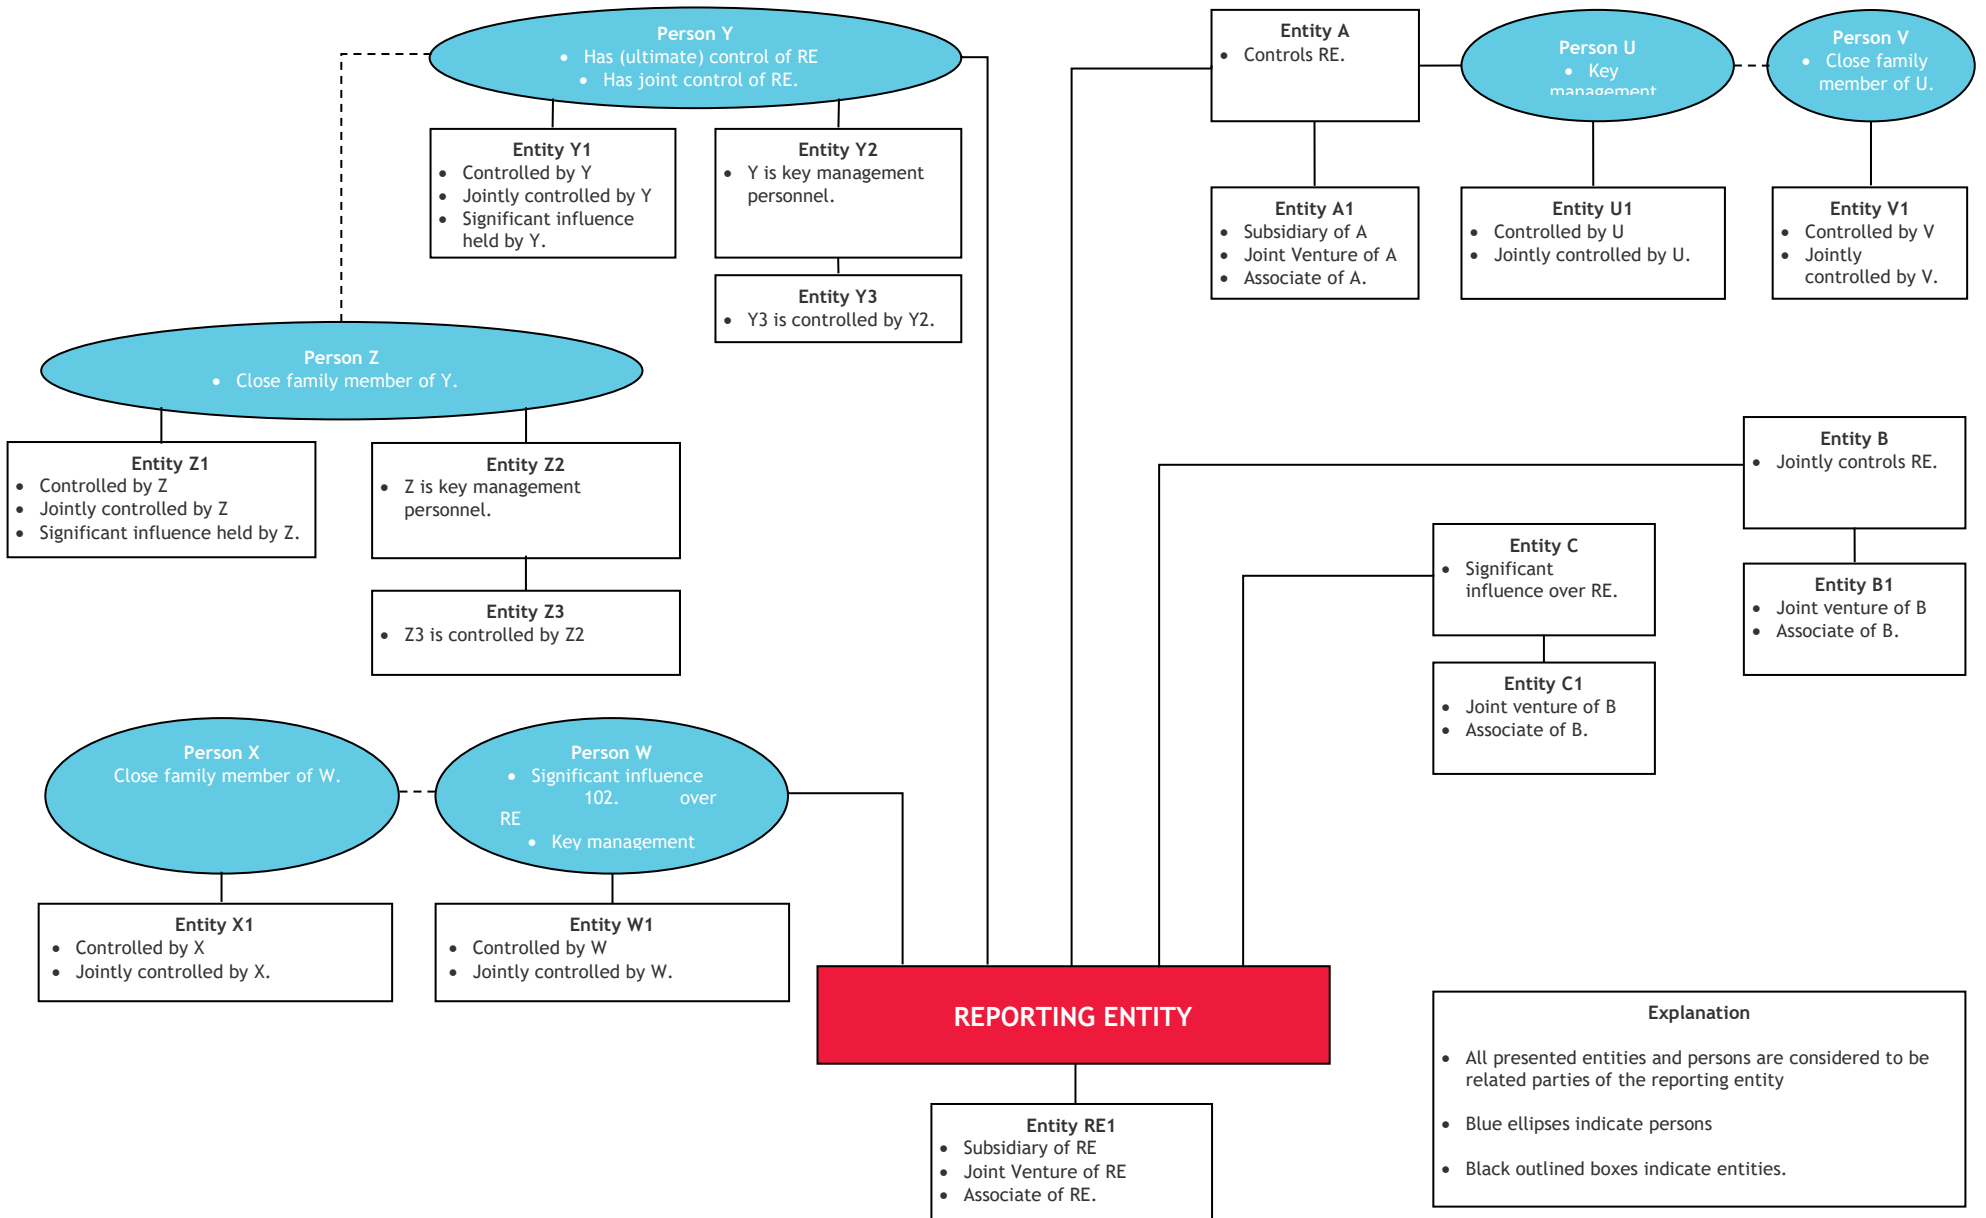 Person Y
• Has (ultimate) control of RE
• Has joint control of RE.
Entity Y1
• Controlled by Y
• Jointly controlled by Y
• Significant influence
held by Y.
Entity Y2
• Y is key management
personnel.
Entity Y3
• Y3 is controlled by Y2.
Person Z
• Close family member of Y.
Entity Z1
• Controlled by Z
• Jointly controlled by Z
• Significant influence held by Z.
Entity Z2
• Z is key management
personnel.
Entity Z3
• Z3 is controlled by Z2
Person X
Close family member of W.
Person W
• Significant influence
102. over
RE
• Key management
Entity X1
• Controlled by X
• Jointly controlled by X.
Entity W1
• Controlled by W
• Jointly controlled by W.
Entity A
• Controls RE.
Person U
• Key
management
Person V
• Close family
member of U.
Entity A1
• Subsidiary of A
• Joint Venture of A
• Associate of A.
Entity U1
• Controlled by U
• Jointly controlled by U.
Entity V1
• Controlled by V
• Jointly
controlled by V.
Entity B
• Jointly controls RE.
Entity B1
• Joint venture of B
• Associate of B.
Entity C
• Significant
influence over RE.
Entity C1
• Joint venture of B
• Associate of B.
REPORTING ENTITY
Entity RE1
• Subsidiary of RE
• Joint Venture of RE
• Associate of RE.
Explanation
• All presented entities and persons are considered to be
related parties of the reporting entity
• Blue ellipses indicate persons
• Black outlined boxes indicate entities.